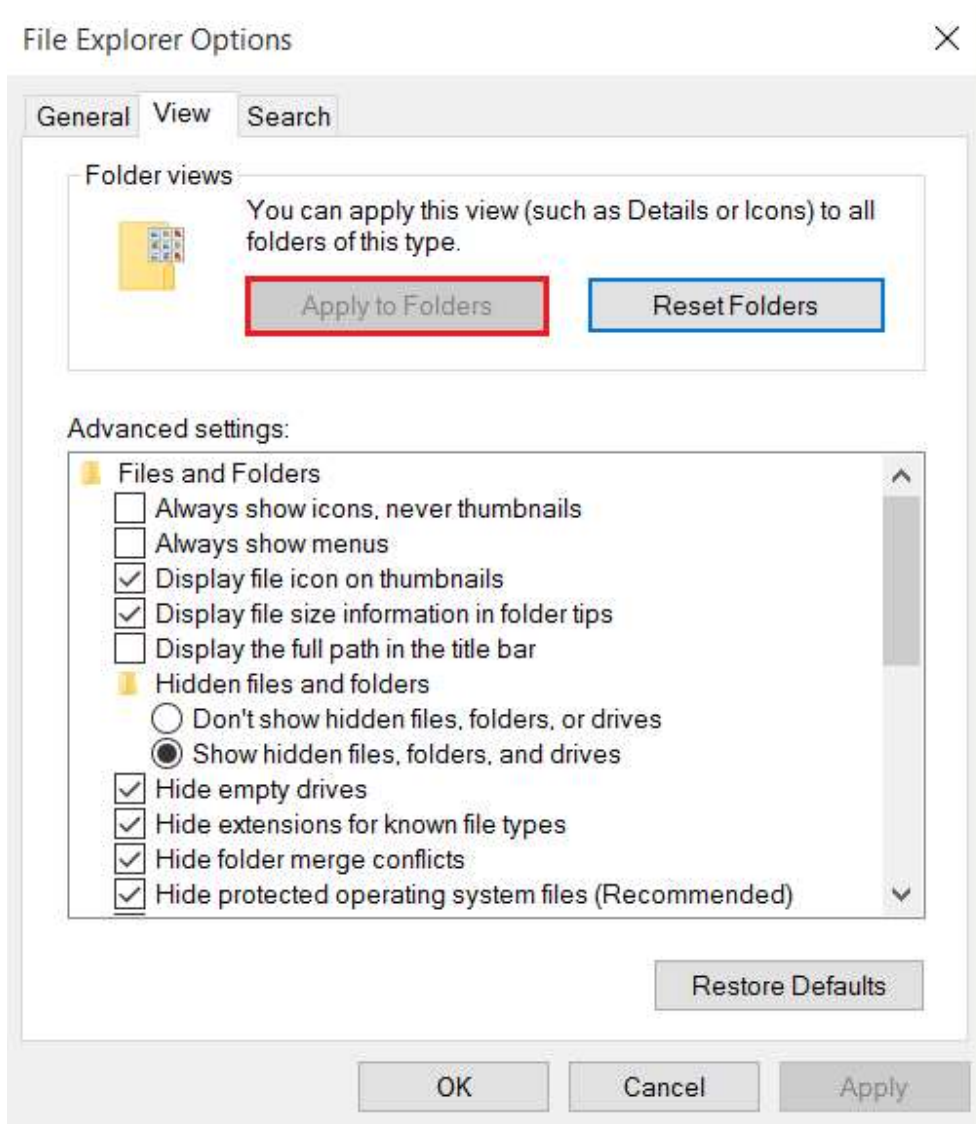 File Explorer Options
General View Search
Folder views
You can apply this view (such as Details or Icons) to all
folders of this type.
Apply to Folders Reset Folders
Advanced settings:
Files and Folders
Always show icons, never thumbnails
Always show menus
Display file icon on thumbnails
Display file size information in folder tips
Display the full path in the title bar
Hidden files and folders
Don't show hidden files, folders, or drives
Show hidden files, folders, and drives
Hide empty drives
Hide extensions for known file types
Hide folder merge conflicts
Hide protected operating system files (Recommended)
Restore Defaults
OK Cancel Apply